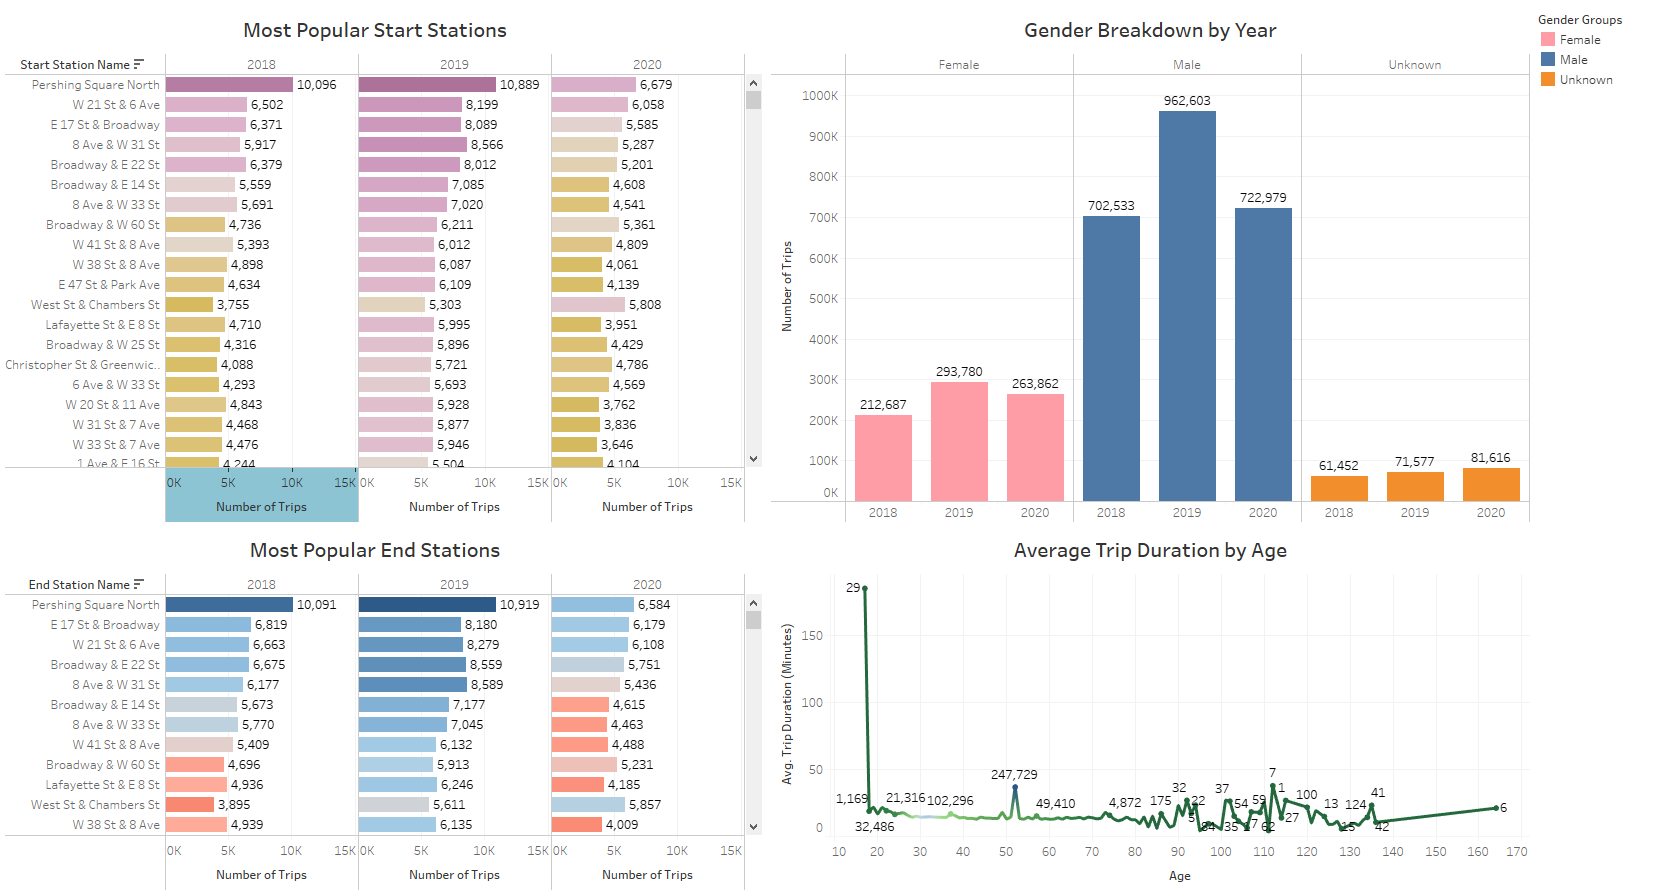 Most Popular Start Stations
Start Station Name 2018 2019 2020
Pershing Square North 10,096 10,889 6,679
W 21 St & 6 Ave 6,502 8,199 6,058
E 17 St & Broadway 6,371 8,089 5,585
8 Ave & W 31 St 5,917 8,566 5,287
Broadway & E 22 St 6,379 8,012 5,201
Broadway & E 14 St 5,559 7,085 4,608
8 Ave & W 33 St 5,691 7,020 4,541
Broadway & W 60 St 4,736 6,211 5,361
W 41 St & 8 Ave 5,393 6,012 4,809
W 38 St & 8 Ave 4,898 6,087 4,061
E 47 St & Park Ave 4,634 6,109 4,139
West St & Chambers St 3,755 5,303 5,808
Lafayette St & E 8 St 4,710 5,995 3,951
Broadway & W 25 St 4,316 5,896 4,429
Christopher St & Greenwic.. 4,088 5,721 4,786
6 Ave & W 33 St 4,293 5,693 4,569
W 20 St & 11 Ave 4,843 5,928 3,762
W 31 St & 7 Ave 4,468 5,877 3,836
W 33 St & 7 Ave 4,476 5,946 3,646
1 Ave & E 16 St 4,244 5,504 4,104
0K 5K 10K 15K 0K 5K 10K 15K 0K 5K 10K 15K
Number of Trips Number of Trips Number of Trips
Gender Breakdown by Year
Female Male Unknown
Number of Trips
1000K
900K
800K
700K
600K
500K
400K
300K
200K
100K
0K
212,687 293,780 263,862
702,533 962,603 722,979
61,452 71,577 81,616
2018 2019 2020 2018 2019 2020 2018 2019 2020
Gender Groups
Female
Male
Unknown
Most Popular End Stations
End Station Name 2018 2019 2020
Pershing Square North 10,091 10,919 6,584
E 17 St & Broadway 6,819 8,180 6,179
W 21 St & 6 Ave 6,663 8,279 6,108
Broadway & E 22 St 6,675 8,559 5,751
8 Ave & W 31 St 6,177 8,589 5,436
Broadway & E 14 St 5,673 7,177 4,615
8 Ave & W 33 St 5,770 7,045 4,463
W 41 St & 8 Ave 5,409 6,132 4,488
Broadway & W 60 St 4,696 5,913 5,231
Lafayette St & E 8 St 4,936 6,246 4,185
West St & Chambers St 3,895 5,611 5,857
W 38 St & 8 Ave 4,939 6,135 4,009
0K 5K 10K 15K 0K 5K 10K 15K 0K 5K 10K 15K
Number of Trips Number of Trips Number of Trips
Average Trip Duration by Age
Avg. Trip Duration (Minutes)
150
100
50
0
29
1,169 32,486 21,316 102,296 247,729 49,410 4,872 175 32 22 37 54 35 59 62 7 1 27 100 13 15 124 41 42 6
10 20 30 40 50 60 70 80 90 100 110 120 130 140 150 160 170
Age